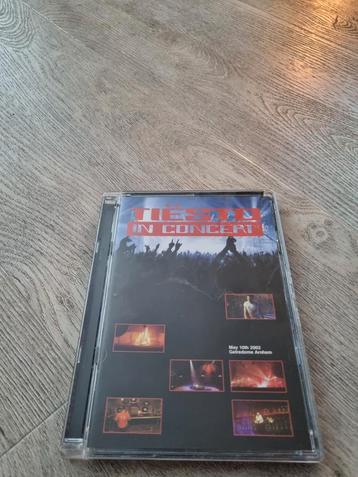 TIËSTO
IN CONCERT
May 10th 2003
Gelredome Arnhem